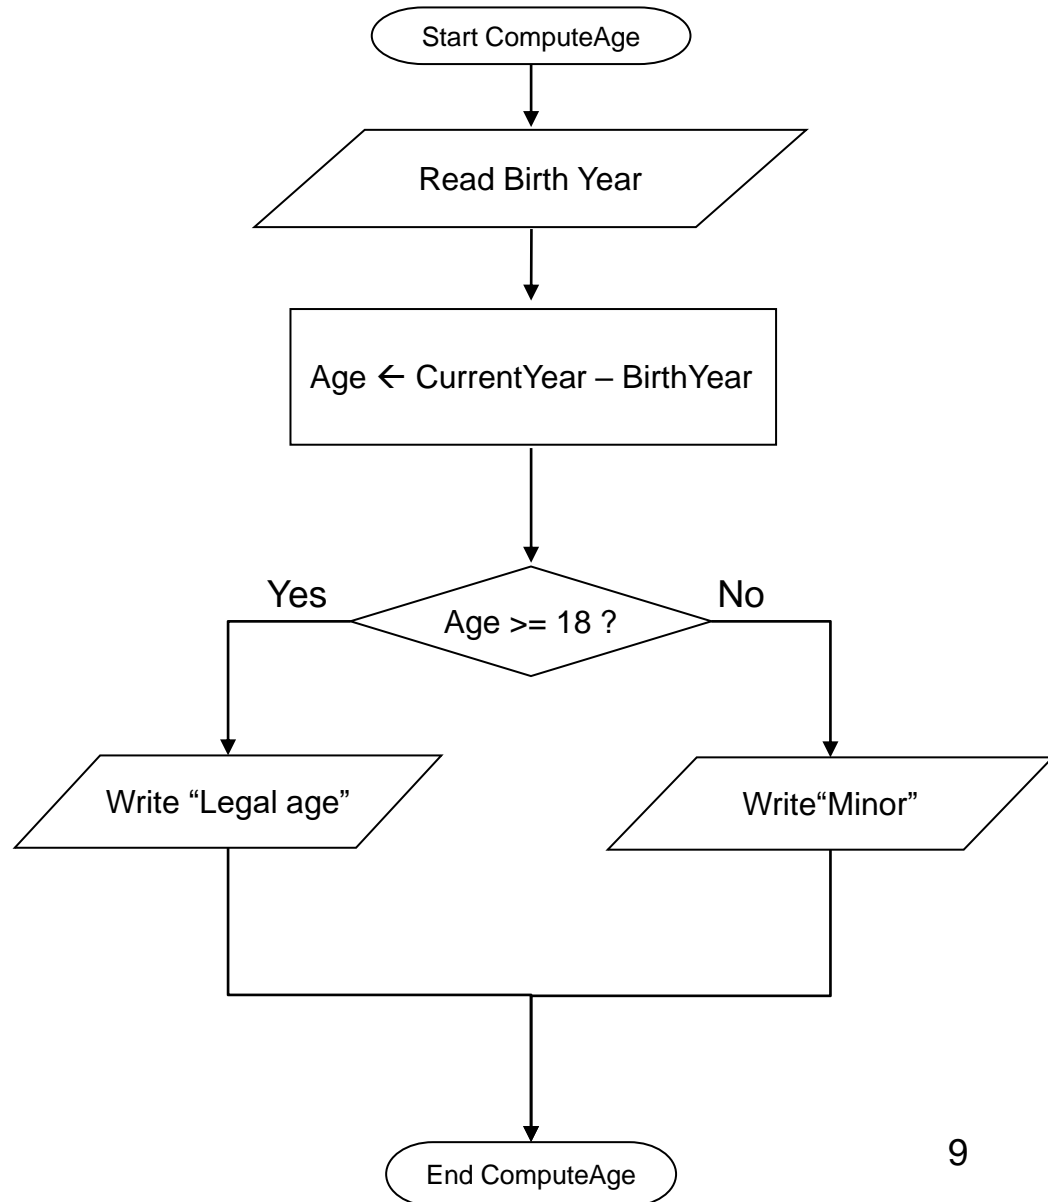 Start ComputeAge
Read Birth Year
Age ← CurrentYear – BirthYear
Yes
No
Age >= 18 ?
Write “Legal age”
Write“Minor”
End ComputeAge
9